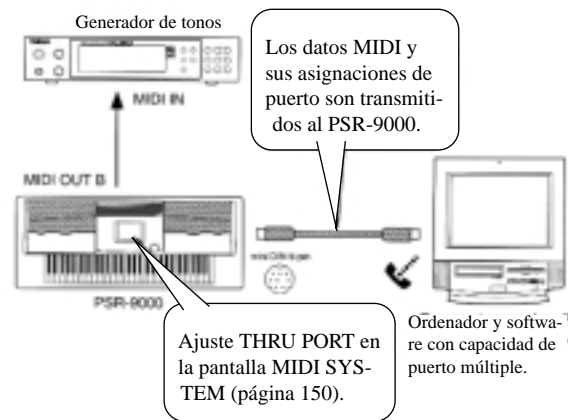 Generador de tonos
Los datos MIDI y
sus asignaciones de
puerto son transmiti-
dos al PSR-9000.
MIDI IN
MIDI OUT B
PSR-9000
Ajuste THRU PORT en
la pantalla MIDI SYS-
TEM (página 150).
Ordenador y softwa-
re con capacidad de
puerto múltiple.